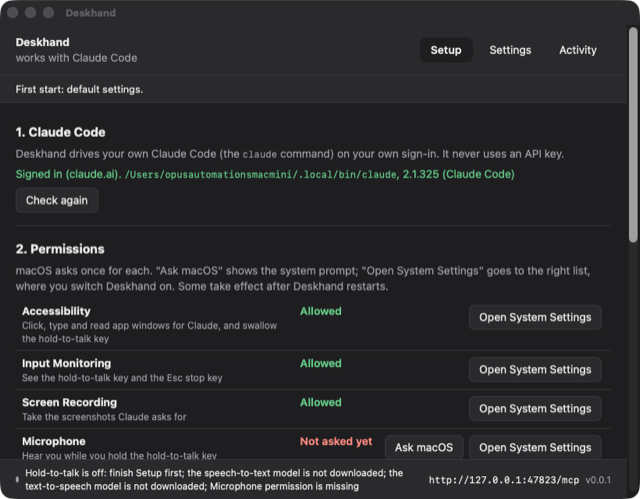 Deskhand
Deskhand
works with Claude Code
Setup
Settings
Activity
First start: default settings.
1. Claude Code
Deskhand drives your own Claude Code (the claude command) on your own sign-in. It never uses an API key.
Signed in (claude.ai). /Users/opusautomationsmacmini/.local/bin/claude, 2.1.325 (Claude Code)
Check again
2. Permissions
macOS asks once for each. "Ask macOS" shows the system prompt; "Open System Settings" goes to the right list,
where you switch Deskhand on. Some take effect after Deskhand restarts.
Accessibility
Click, type and read app windows for Claude, and swallow
the hold-to-talk key
Allowed
Open System Settings
Input Monitoring
See the hold-to-talk key and the Esc stop key
Allowed
Open System Settings
Screen Recording
Take the screenshots Claude asks for
Allowed
Open System Settings
Microphone
Hear you while you hold the hold-to-talk key
Not asked yet
Ask macOS
Open System Settings
Hold-to-talk is off: finish Setup first; the speech-to-text model is not downloaded; the
text-to-speech model is not downloaded; Microphone permission is missing
http://127.0.0.1:47823/mcp
v0.0.1